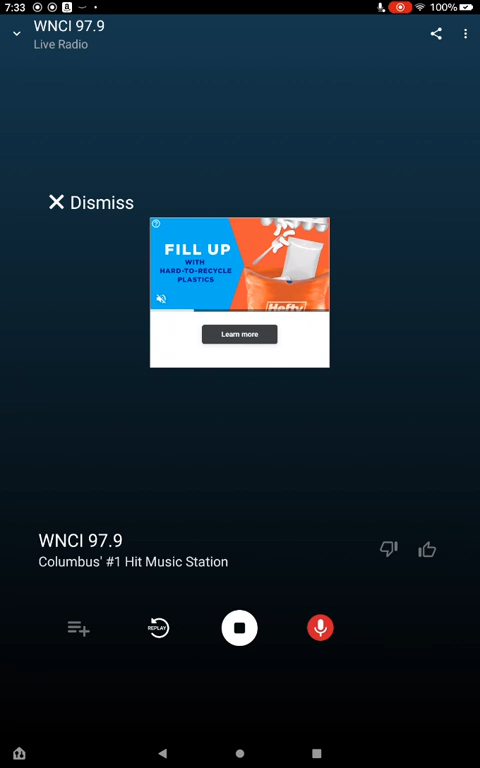 7:33
100%
WNCI 97.9
Live Radio
Dismiss
FILL UP
WITH
HARD-TO-RECYCLE
PLASTICS
Hefty
Learn more
WNCI 97.9
Columbus' #1 Hit Music Station
REPLAY